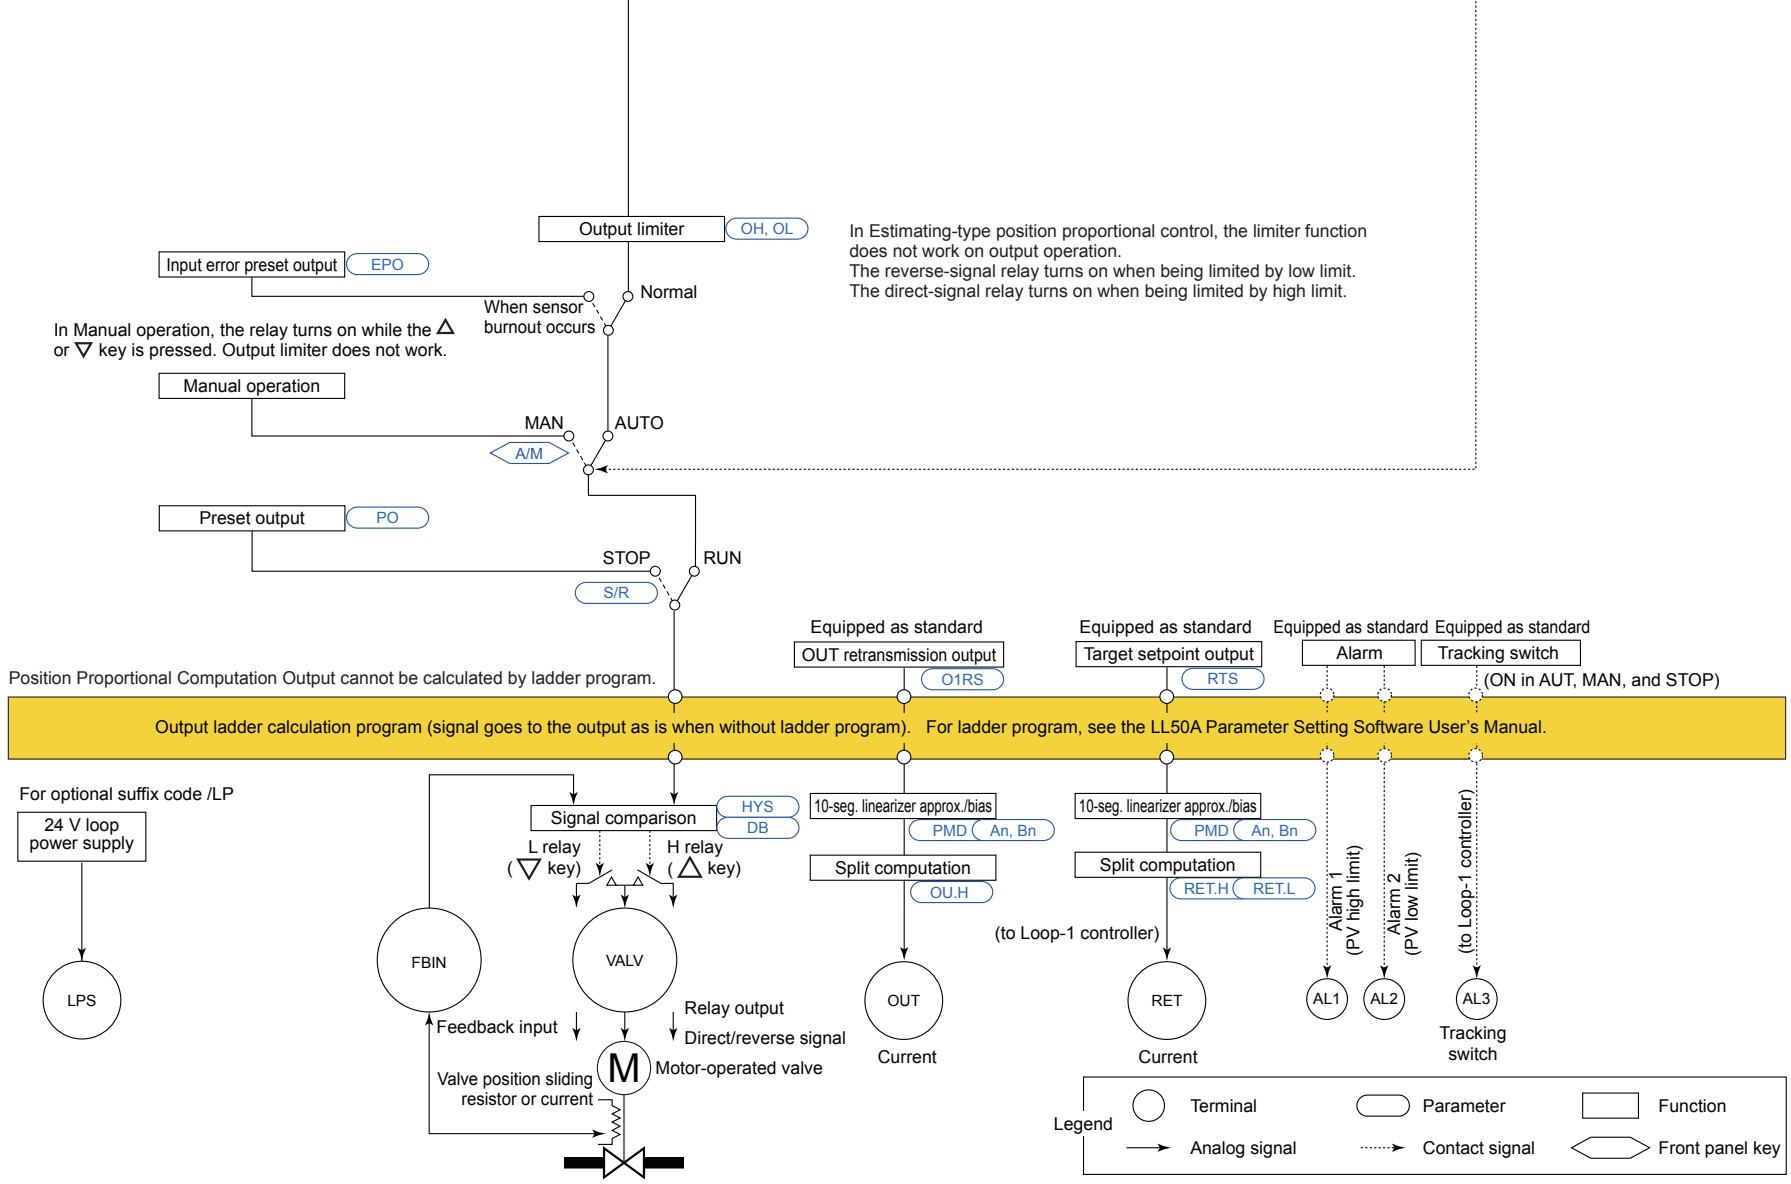 Output limiter
OH, OL
In Estimating-type position proportional control, the limiter function
does not work on output operation.
The reverse-signal relay turns on when being limited by low limit.
The direct-signal relay turns on when being limited by high limit.
Input error preset output
EPO
Normal
When sensor
burnout occurs
In Manual operation, the relay turns on while the △
or ▽ key is pressed. Output limiter does not work.
Manual operation
MAN
AUTO
A/M
Preset output
PO
STOP
RUN
S/R
Equipped as standard
OUT retransmission output
O1RS
Equipped as standard
Target setpoint output
RTS
Equipped as standard
Alarm
Equipped as standard
Tracking switch
(ON in AUT, MAN, and STOP)
Position Proportional Computation Output cannot be calculated by ladder program.
Output ladder calculation program (signal goes to the output as is when without ladder program). For ladder program, see the LL50A Parameter Setting Software User's Manual.
For optional suffix code /LP
24 V loop
power supply
LPS
Signal comparison
HYS
DB
L relay
(▽ key)
H relay
(△ key)
FBIN
VALV
Feedback input
Relay output
Direct/reverse signal
M
Motor-operated valve
Valve position sliding
resistor or current
10-seg. linearizer approx./bias
PMD
An, Bn
Split computation
OU.H
OUT
Current
10-seg. linearizer approx./bias
PMD
An, Bn
Split computation
RET.H
RET.L
(to Loop-1 controller)
RET
Current
Alarm 1
(PV high limit)
AL1
Alarm 2
(PV low limit)
AL2
(to Loop-1 controller)
AL3
Tracking
switch
Legend
Terminal
Parameter
Function
Analog signal
Contact signal
Front panel key